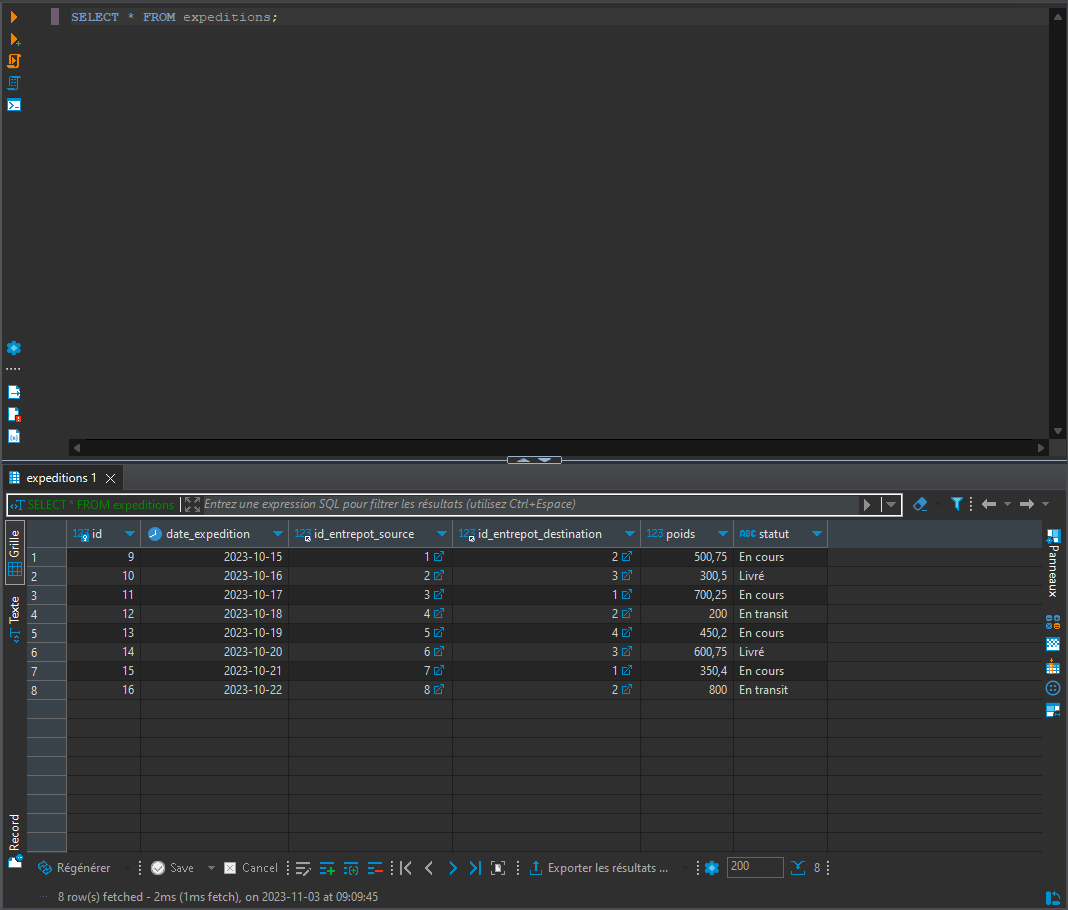 SELECT * FROM expeditions;
expeditions 1
SELECT * FROM expeditions Entrez une expression SQL pour filtrer les résultats (utilisez Ctrl+Espace)
Grille
Texte
Record
Panneaux
123 id date_expedition 123 id_entrepot_source 123 id_entrepot_destination 123 poids ABC statut
1 9 2023-10-15 1 2 500,75 En cours
2 10 2023-10-16 2 3 300,5 Livré
3 11 2023-10-17 3 1 700,25 En cours
4 12 2023-10-18 4 2 200 En transit
5 13 2023-10-19 5 4 450,2 En cours
6 14 2023-10-20 6 3 600,75 Livré
7 15 2023-10-21 7 1 350,4 En cours
8 16 2023-10-22 8 2 800 En transit
Régénérer Save Cancel Exporter les résultats ... 200 8
8 row(s) fetched - 2ms (1ms fetch), on 2023-11-03 at 09:09:45